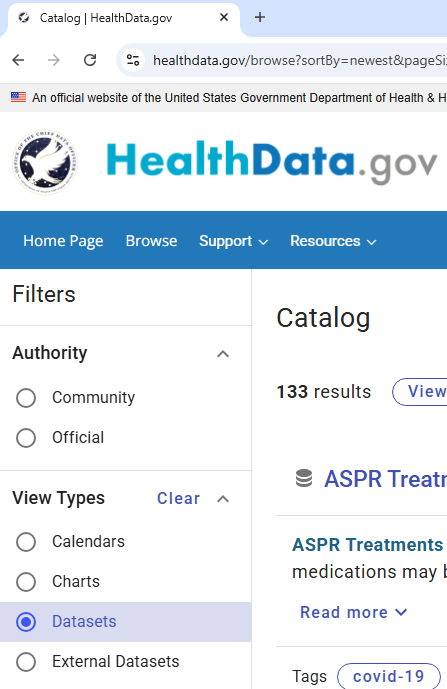 Catalog | HealthData.gov
healthdata.gov/browse?sortBy=newest&pageSi
An official website of the United States Government Department of Health & H
HealthData.gov
Home Page Browse Support Resources
Filters
Authority
Community
Official
View Types Clear
Calendars
Charts
Datasets
External Datasets
Catalog
133 results View
ASPR Treatm
ASPR Treatments
medications may b
Read more
Tags covid-19